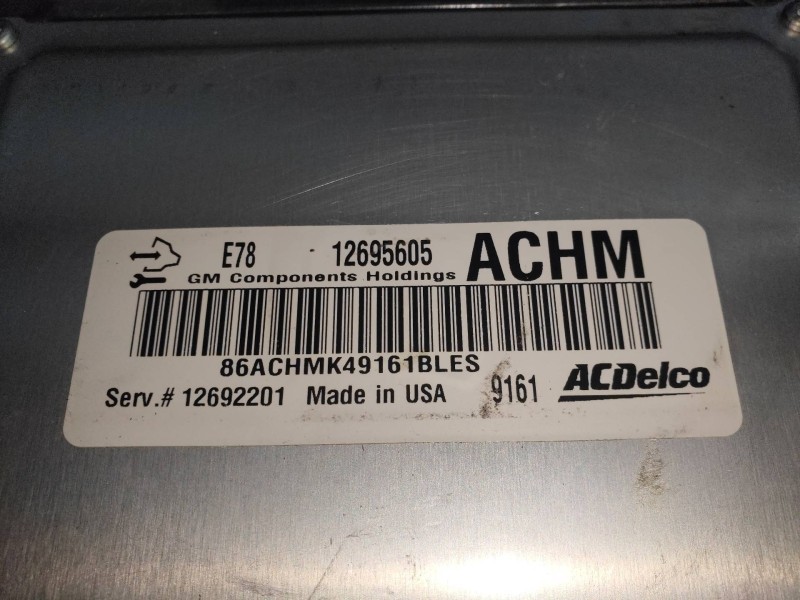 E78 12695605 ACHM
GM Components Holdings
86ACHMK49161BLES
Serv.# 12692201 Made in USA 9161 ACDelco